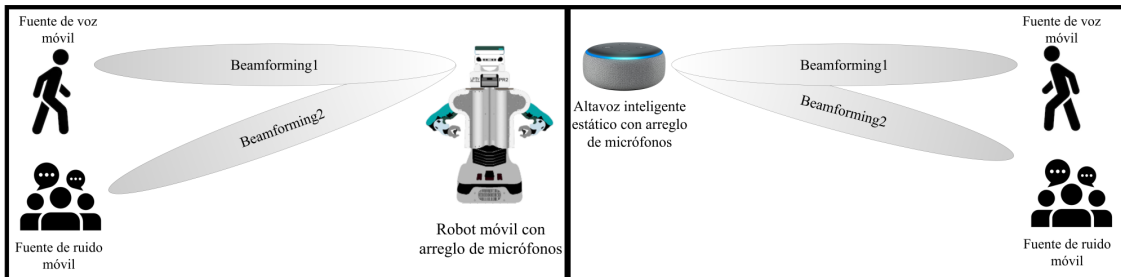 Fuente de voz
móvil
Beamforming1
Beamforming2
Fuente de ruido
móvil
PR2
Robot móvil con
arreglo de micrófonos
Altavoz inteligente
estático con arreglo
de micrófonos
Beamforming1
Beamforming2
Fuente de voz
móvil
Fuente de ruido
móvil